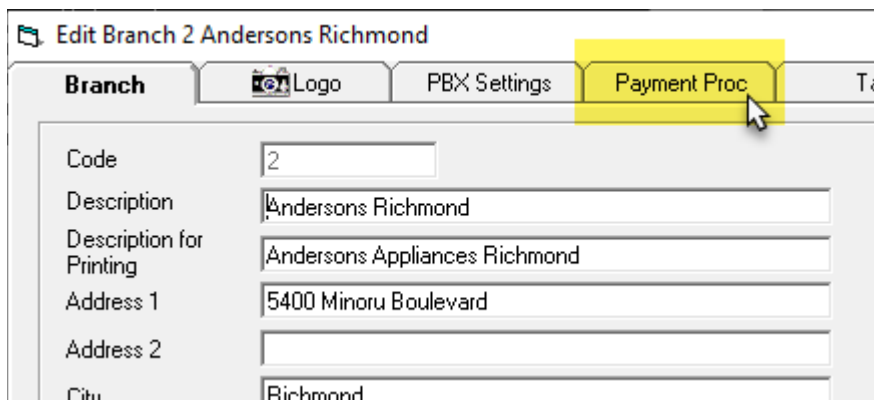 Edit Branch 2 Andersons Richmond
Branch Logo PBX Settings Payment Proc
Code 2
Description Andersons Richmond
Description for
Printing Andersons Appliances Richmond
Address 1 5400 Minoru Boulevard
Address 2
City Richmond